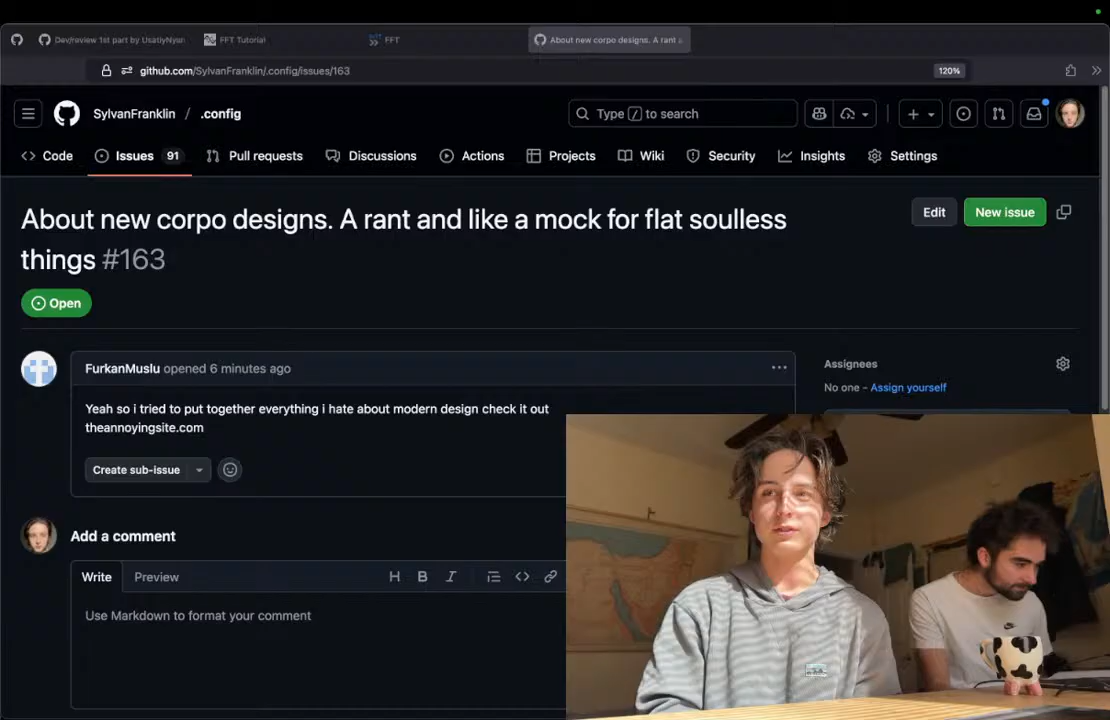 Dev/review 1st part by UsatiyNyan
FFT Tutorial
FFT
About new corpo designs. A rant a
github.com/SylvanFranklin/.config/issues/163
120%
SylvanFranklin / .config
Type / to search
Code
Issues 91
Pull requests
Discussions
Actions
Projects
Wiki
Security
Insights
Settings
About new corpo designs. A rant and like a mock for flat soulless
things #163
Edit
New issue
Open
FurkanMuslu opened 6 minutes ago
Assignees
No one – Assign yourself
Yeah so i tried to put together everything i hate about modern design check it out
theannoyingsite.com
Create sub-issue
Add a comment
Write
Preview
H B I
Use Markdown to format your comment